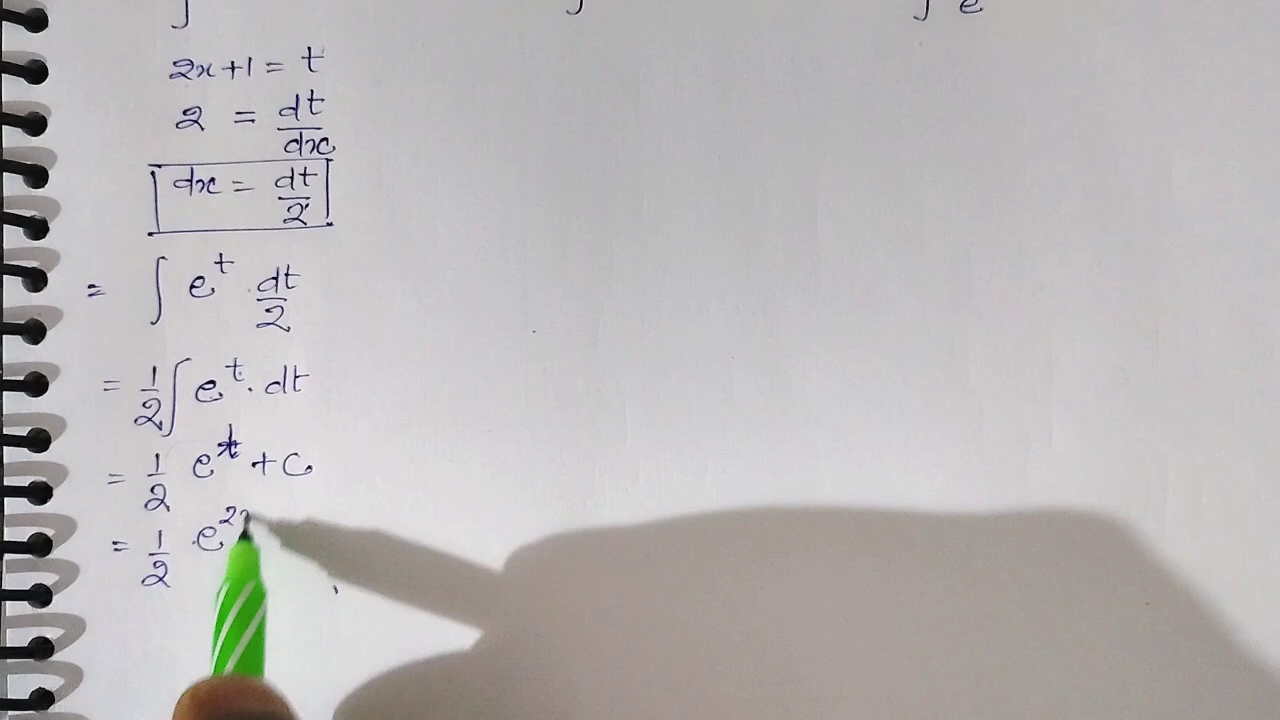 ∫ ∫ ∫ e
2x+1 = t
2 = dt/dx
dx = dt/2
= ∫ e^t dt/2
= 1/2 ∫ e^t . dt
= 1/2 e^t + c
= 1/2 . e^2